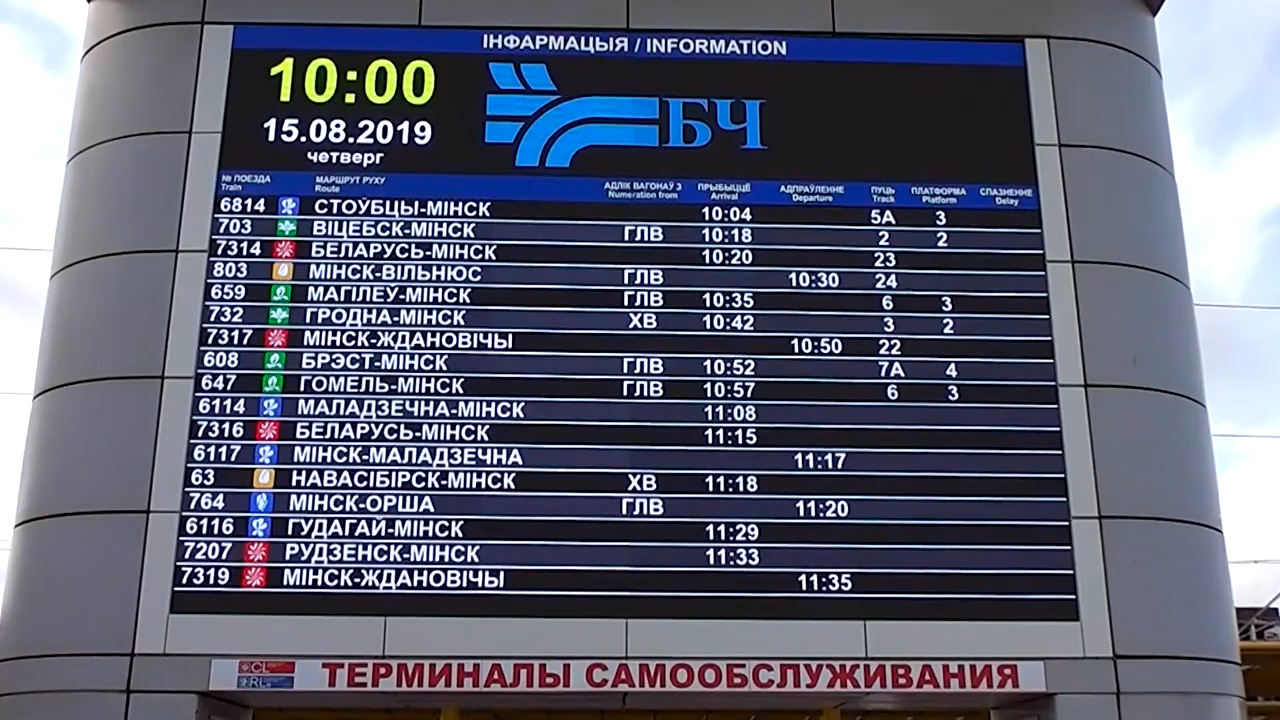 ІНФАРМАЦЫЯ / INFORMATION
10:00
БЧ
15.08.2019
четверг
№ ПОЕЗДА МАРШРУТ РУХУ АДЛІК ВАГОНАЎ З ПРЫБЫЦЦЁ АДПРАЎЛЕННЕ ПУЦЬ ПЛАТФОРМА СПАЗНЕННЕ
Train Route Numeration from Arrival Departure Track Platform Delay
6814 СТОЎБЦЫ-МІНСК 10:04 5А 3
703 ВІЦЕБСК-МІНСК ГЛВ 10:18 2 2
7314 БЕЛАРУСЬ-МІНСК 10:20 23
803 МІНСК-ВІЛЬНЮС ГЛВ 10:30 24
659 МАГІЛЕУ-МІНСК ГЛВ 10:35 6 3
732 ГРОДНА-МІНСК ХВ 10:42 3 2
7317 МІНСК-ЖДАНОВІЧЫ 10:50 22
608 БРЭСТ-МІНСК ГЛВ 10:52 7А 4
647 ГОМЕЛЬ-МІНСК ГЛВ 10:57 6 3
6114 МАЛАДЗЕЧНА-МІНСК 11:08
7316 БЕЛАРУСЬ-МІНСК 11:15
6117 МІНСК-МАЛАДЗЕЧНА 11:17
63 НАВАСІБІРСК-МІНСК ХВ 11:18
764 МІНСК-ОРША ГЛВ 11:20
6116 ГУДАГАЙ-МІНСК 11:29
7207 РУДЗЕНСК-МІНСК 11:33
7319 МІНСК-ЖДАНОВІЧЫ 11:35
CL
RL
ТЕРМИНАЛЫ САМООБСЛУЖИВАНИЯ